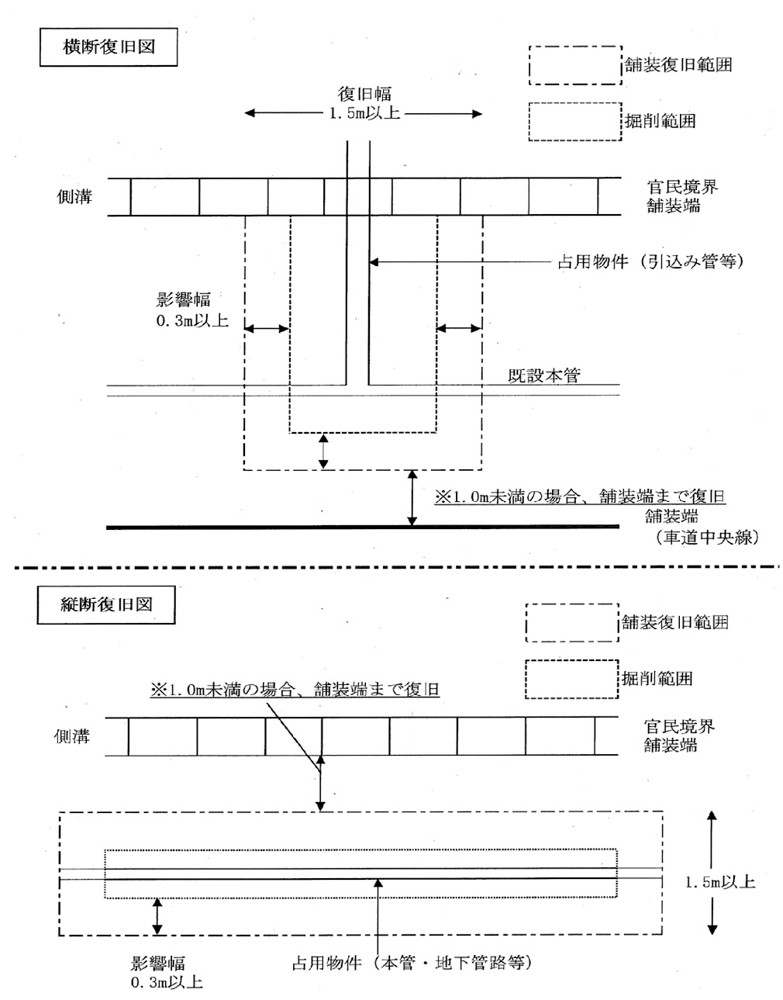 横断復旧図
舗装復旧範囲
掘削範囲
復旧幅
1.5m以上
側溝
官民境界
舗装端
占用物件（引込み管等）
影響幅
0.3m以上
既設本管
※1.0m未満の場合、舗装端まで復旧
舗装端
（車道中央線）
縦断復旧図
舗装復旧範囲
掘削範囲
※1.0m未満の場合、舗装端まで復旧
側溝
官民境界
舗装端
1.5m以上
影響幅
0.3m以上
占用物件（本管・地下管路等）